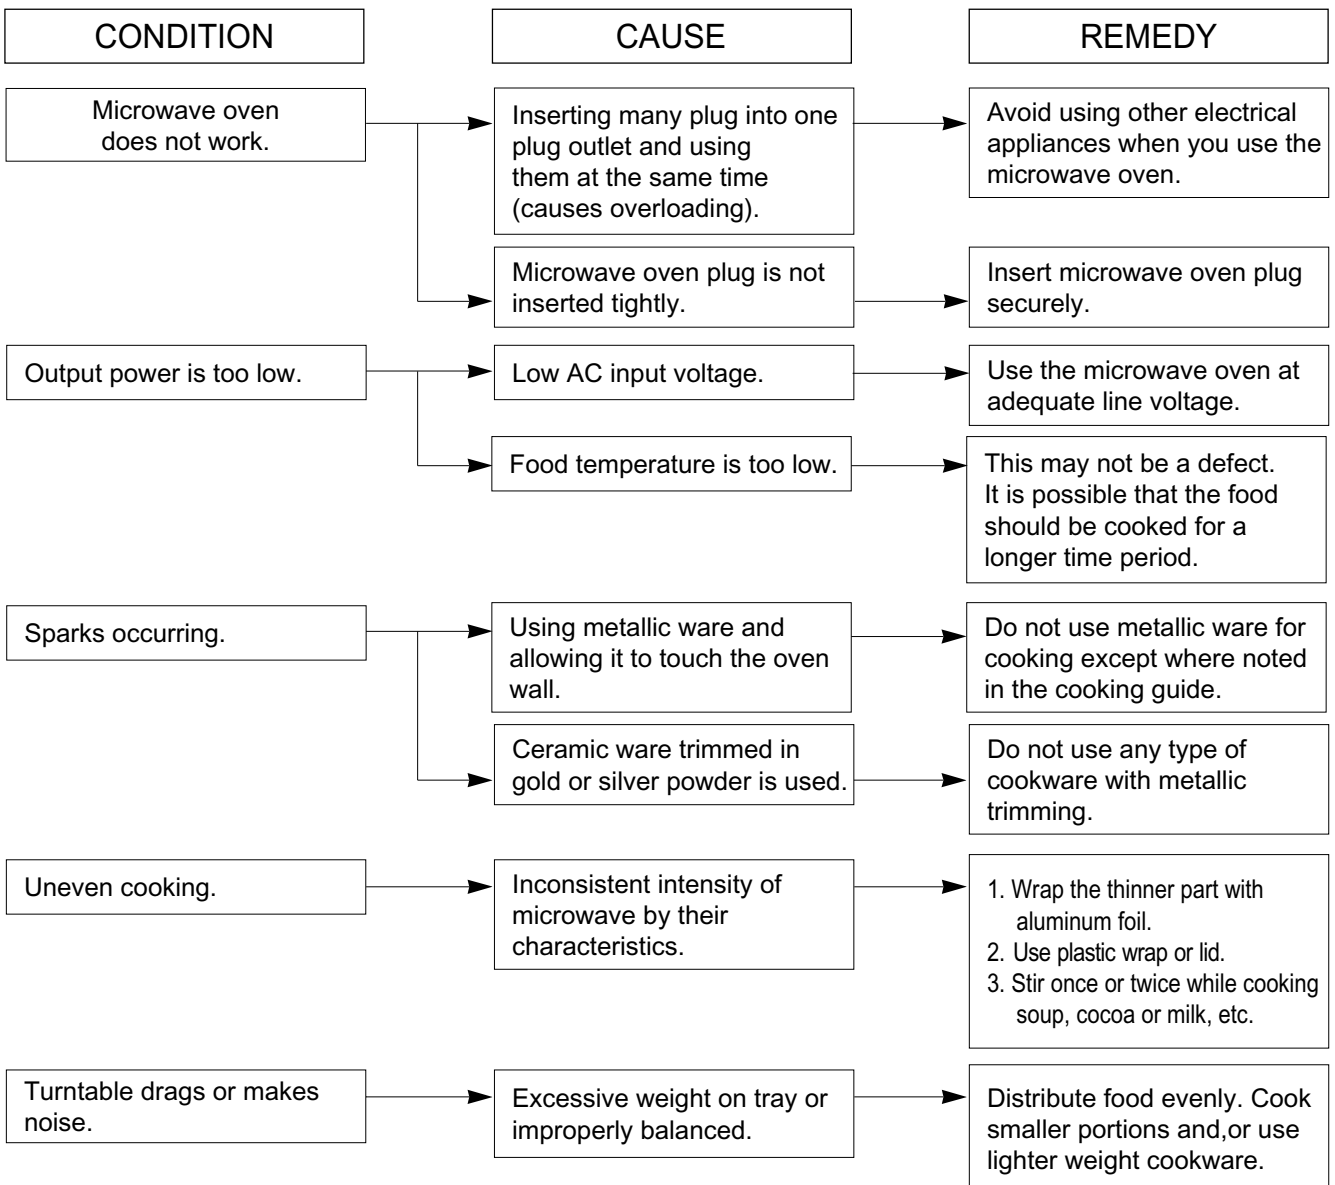 CONDITION
CAUSE
REMEDY
Microwave oven
does not work.
Inserting many plug into one
plug outlet and using
them at the same time
(causes overloading).
Avoid using other electrical
appliances when you use the
microwave oven.
Microwave oven plug is not
inserted tightly.
Insert microwave oven plug
securely.
Output power is too low.
Low AC input voltage.
Use the microwave oven at
adequate line voltage.
Food temperature is too low.
This may not be a defect.
It is possible that the food
should be cooked for a
longer time period.
Sparks occurring.
Using metallic ware and
allowing it to touch the oven
wall.
Do not use metallic ware for
cooking except where noted
in the cooking guide.
Ceramic ware trimmed in
gold or silver powder is used.
Do not use any type of
cookware with metallic
trimming.
Uneven cooking.
Inconsistent intensity of
microwave by their
characteristics.
1. Wrap the thinner part with
aluminum foil.
2. Use plastic wrap or lid.
3. Stir once or twice while cooking
soup, cocoa or milk, etc.
Turntable drags or makes
noise.
Excessive weight on tray or
improperly balanced.
Distribute food evenly. Cook
smaller portions and,or use
lighter weight cookware.